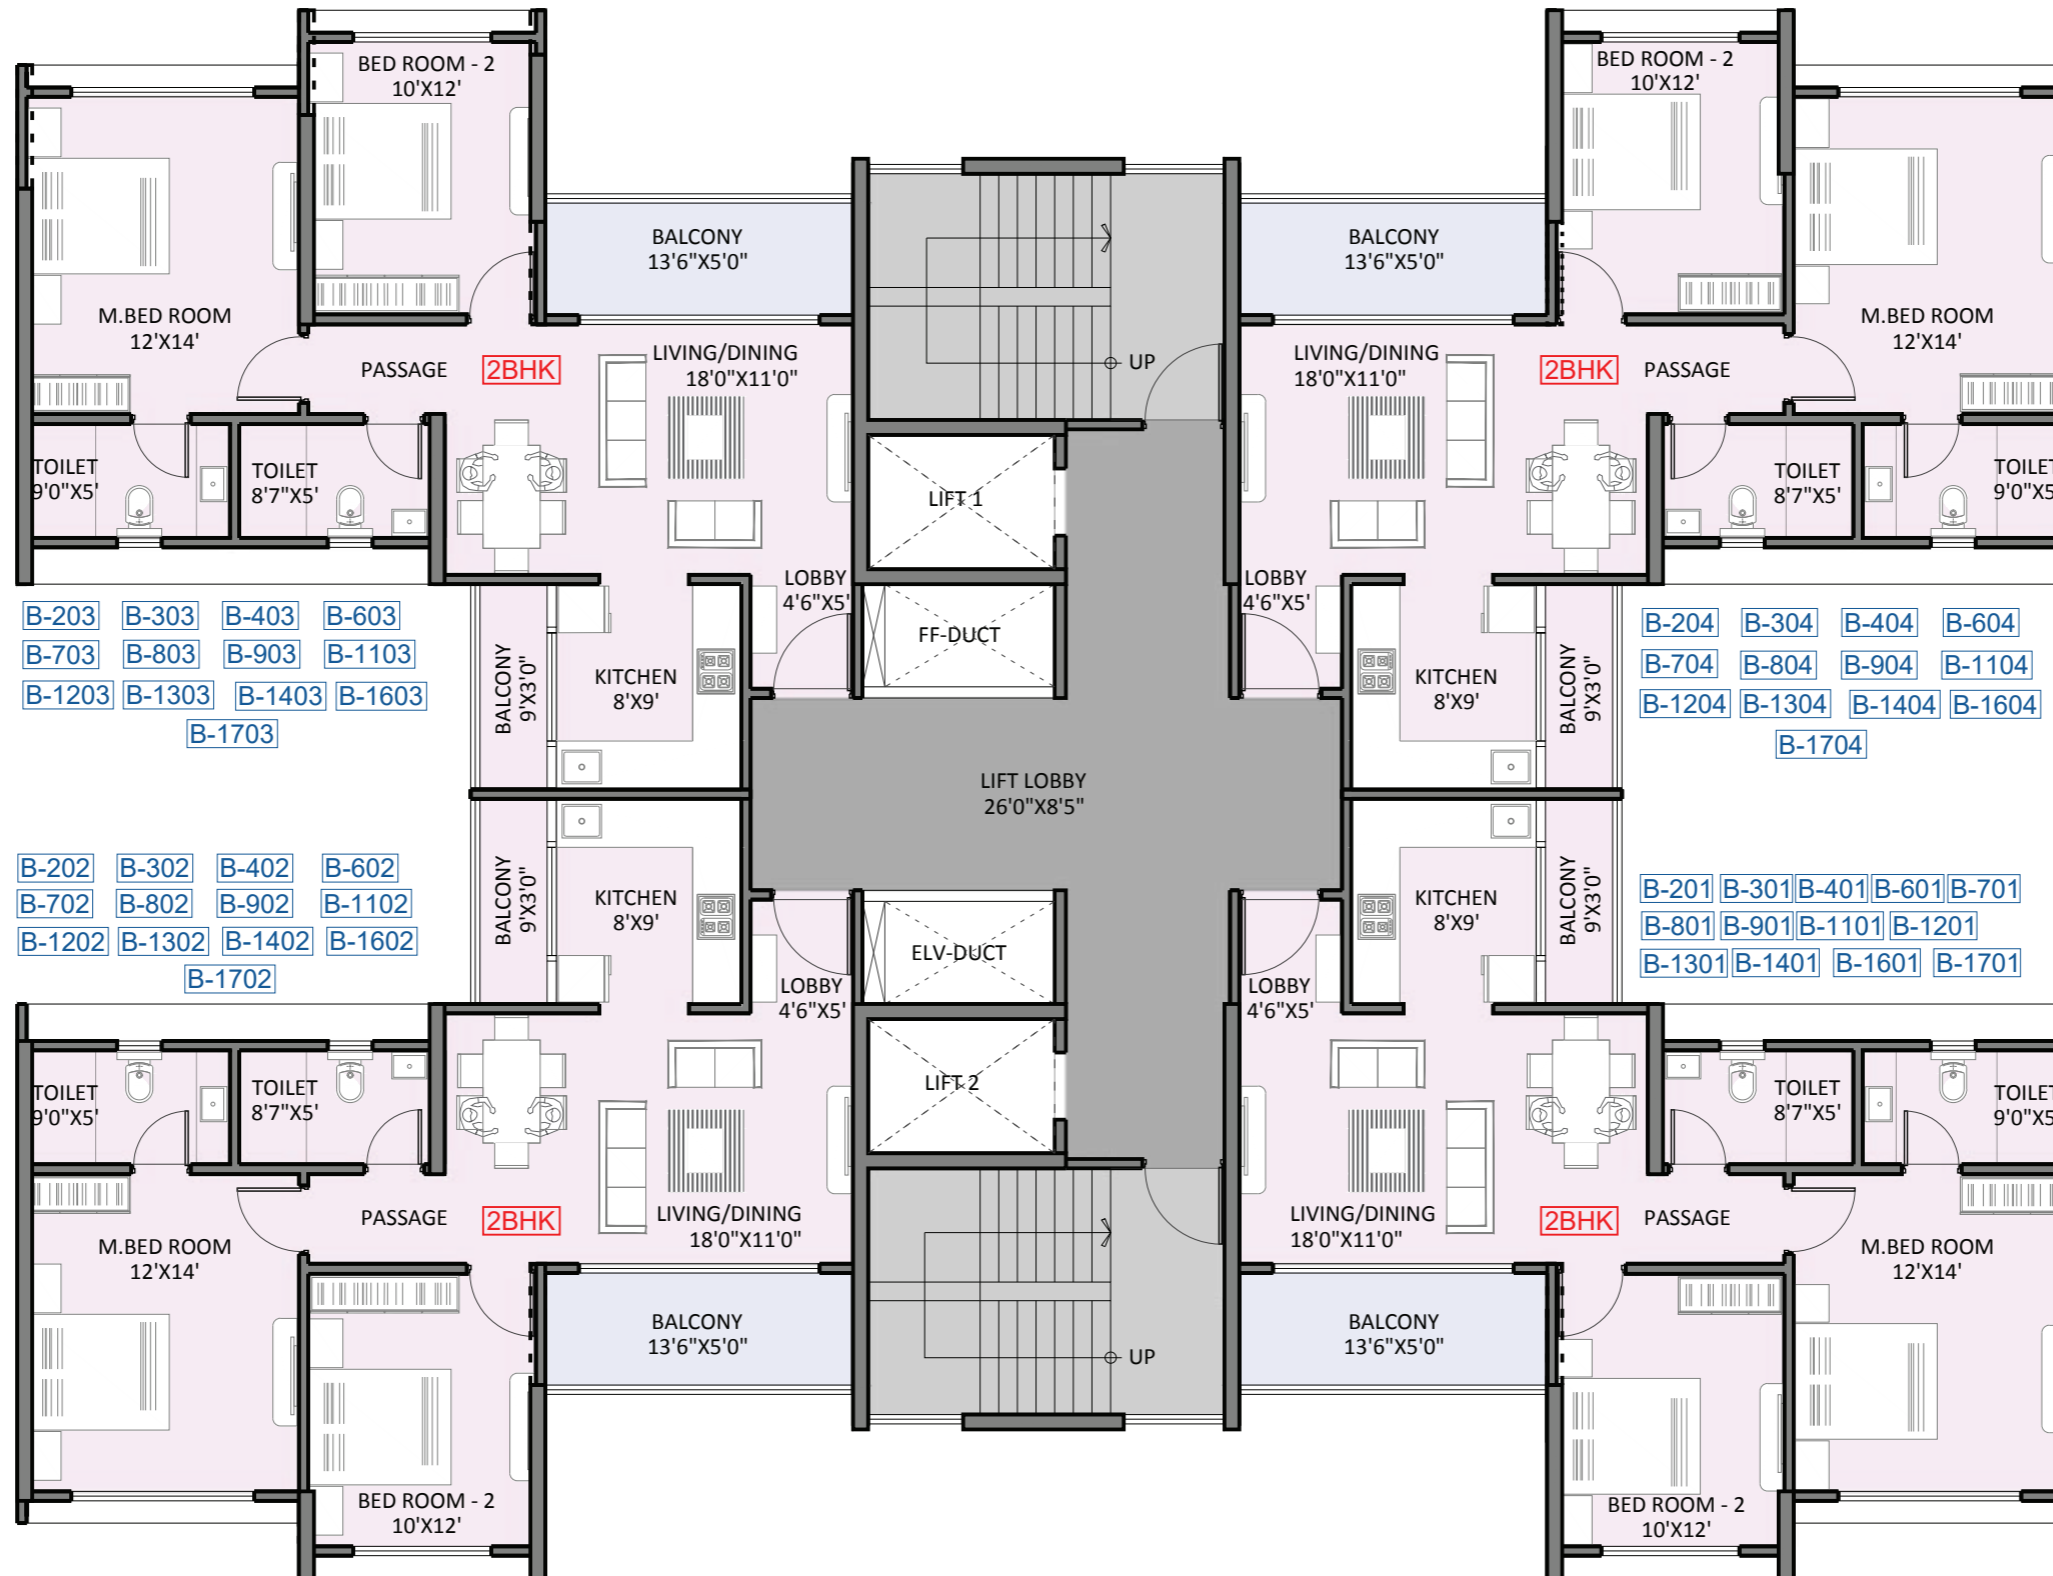 BED ROOM - 2
10'X12'
M.BED ROOM
12'X14'
BALCONY
13'6"X5'0"
PASSAGE
2BHK
LIVING/DINING
18'0"X11'0"
TOILET
9'0"X5'
TOILET
8'7"X5'
LOBBY
4'6"X5'
KITCHEN
8'X9'
BALCONY
9'X3'0"
B-203 B-303 B-403 B-603
B-703 B-803 B-903 B-1103
B-1203 B-1303 B-1403 B-1603
B-1703
UP
LIFT 1
FF-DUCT
LIFT LOBBY
26'0"X8'5"
ELV-DUCT
LIFT 2
UP
BED ROOM - 2
10'X12'
M.BED ROOM
12'X14'
BALCONY
13'6"X5'0"
LIVING/DINING
18'0"X11'0"
2BHK
PASSAGE
TOILET
8'7"X5'
TOILET
9'0"X5
LOBBY
4'6"X5'
KITCHEN
8'X9'
BALCONY
9'X3'0"
B-204 B-304 B-404 B-604
B-704 B-804 B-904 B-1104
B-1204 B-1304 B-1404 B-1604
B-1704
B-202 B-302 B-402 B-602
B-702 B-802 B-902 B-1102
B-1202 B-1302 B-1402 B-1602
B-1702
BALCONY
9'X3'0"
KITCHEN
8'X9'
LOBBY
4'6"X5'
TOILET
9'0"X5'
TOILET
8'7"X5'
PASSAGE
2BHK
LIVING/DINING
18'0"X11'0"
M.BED ROOM
12'X14'
BALCONY
13'6"X5'0"
BED ROOM - 2
10'X12'
KITCHEN
8'X9'
BALCONY
9'X3'0"
B-201 B-301 B-401 B-601 B-701
B-801 B-901 B-1101 B-1201
B-1301 B-1401 B-1601 B-1701
LOBBY
4'6"X5'
TOILET
8'7"X5'
TOILET
9'0"X5
LIVING/DINING
18'0"X11'0"
2BHK
PASSAGE
M.BED ROOM
12'X14'
BALCONY
13'6"X5'0"
BED ROOM - 2
10'X12'